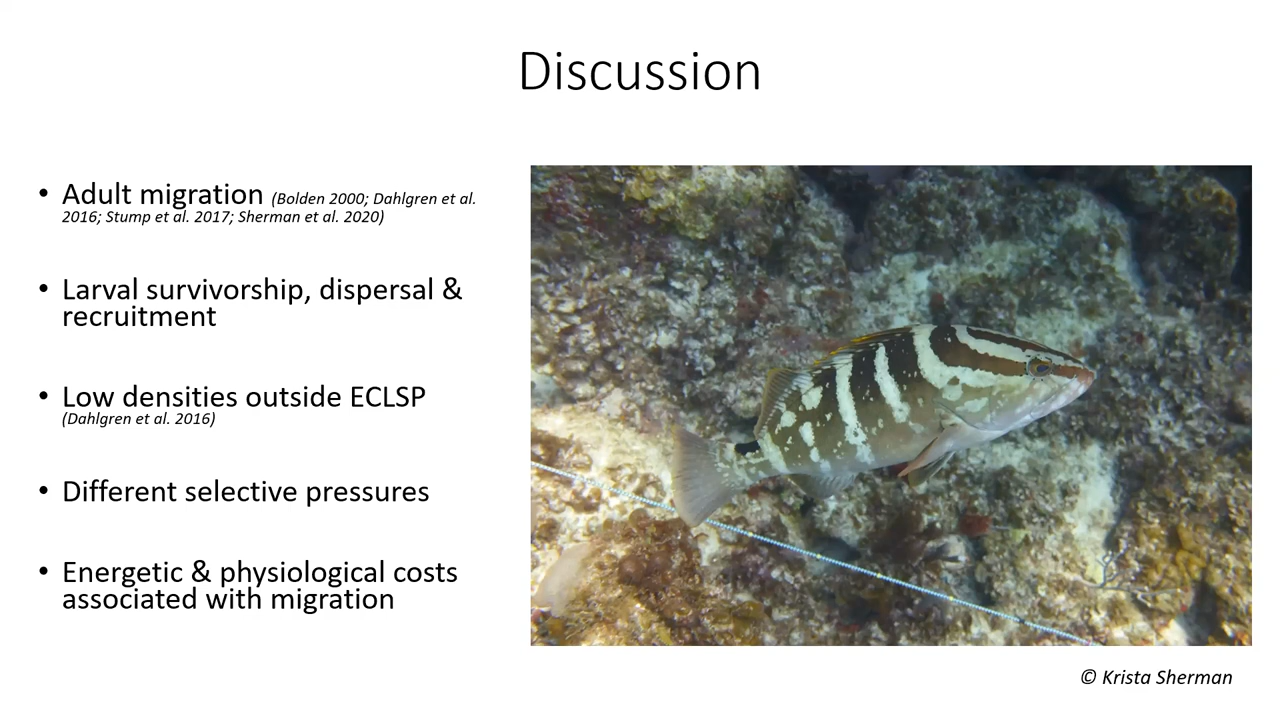 Discussion
• Adult migration (Bolden 2000; Dahlgren et al.
2016; Stump et al. 2017; Sherman et al. 2020)
• Larval survivorship, dispersal &
recruitment
• Low densities outside ECLSP
(Dahlgren et al. 2016)
• Different selective pressures
• Energetic & physiological costs
associated with migration
© Krista Sherman